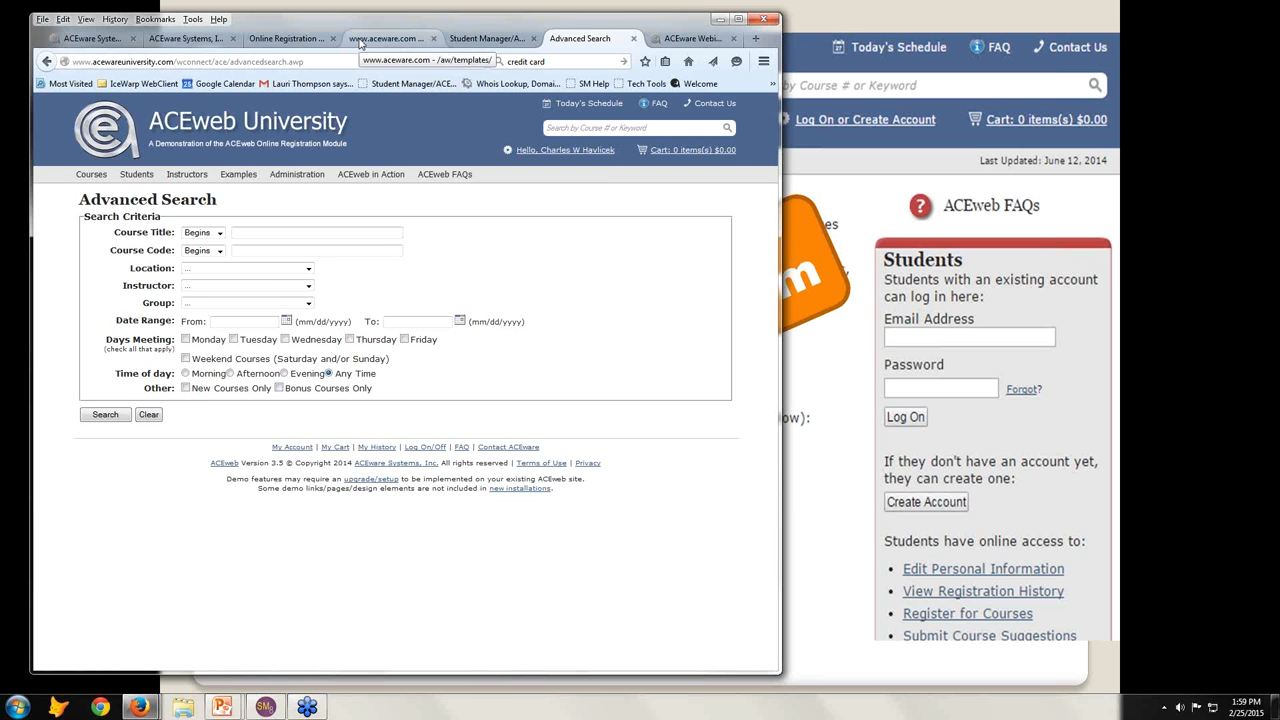 File Edit View History Bookmarks Tools Help
ACEware Syste... ACEware Systems, I... Online Registration ... www.aceware.com ... Student Manager/A... Advanced Search ACEware Webi...
www.acewareuniversity.com/wconnect/ace/advancedsearch.awp
www.aceware.com - /aw/templates/
credit card
Most Visited IceWarp WebClient Google Calendar Lauri Thompson says... Student Manager/ACE... Whois Lookup, Domai... SM Help Tech Tools Welcome
ACEweb University
A Demonstration of the ACEweb Online Registration Module
Today's Schedule FAQ Contact Us
Search by Course # or Keyword
Hello, Charles W Havlicek Cart: 0 items(s) $0.00
Courses Students Instructors Examples Administration ACEweb in Action ACEweb FAQs
Advanced Search
Search Criteria
Course Title: Begins
Course Code: Begins
Location: ...
Instructor: ...
Group: ...
Date Range: From: (mm/dd/yyyy) To: (mm/dd/yyyy)
Days Meeting: Monday Tuesday Wednesday Thursday Friday
(check all that apply)
Weekend Courses (Saturday and/or Sunday)
Time of day: Morning Afternoon Evening Any Time
Other: New Courses Only Bonus Courses Only
Search Clear
My Account | My Cart | My History | Log On/Off | FAQ | Contact ACEware
ACEweb Version 3.5 © Copyright 2014 ACEware Systems, Inc. All rights reserved | Terms of Use | Privacy
Demo features may require an upgrade/setup to be implemented on your existing ACEweb site.
Some demo links/pages/design elements are not included in new installations.
Today's Schedule FAQ Contact Us
by Course # or Keyword
Log On or Create Account Cart: 0 items(s) $0.00
Last Updated: June 12, 2014
ACEweb FAQs
Students
Students with an existing account
can log in here:
Email Address
Password
Forgot?
Log On
If they don't have an account yet,
they can create one:
Create Account
Students have online access to:
• Edit Personal Information
• View Registration History
• Register for Courses
• Submit Course Suggestions
1:59 PM
2/25/2015